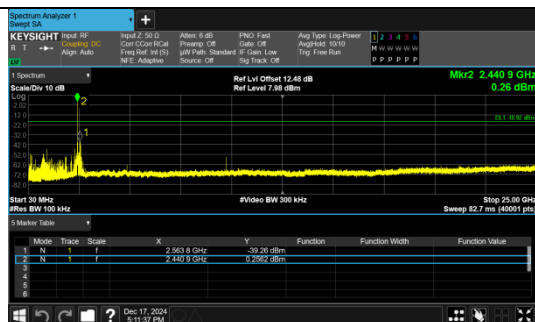 Spectrum Analyzer 1
Swept SA
+
KEYSIGHT Input: RF Input Z: 50 Ω Atten: 6 dB PNO: Fast Avg Type: Log-Power 1 2 3 4 5 6
R T Coupling: DC Corr CCorr RCal Preamp: Off Gate: Off Avg|Hold: 10/10 M W W W W W
Align: Auto Freq Ref: Int (S) µW Path: Standard IF Gain: Off Trig: Free Run
NFE: Adaptive Source: Off Sig Track: Off P P P P P P
1 Spectrum Ref Lvl Offset 12.48 dB Mkr2 2.440 9 GHz
Scale/Div 10 dB Ref Level 7.98 dBm 0.26 dBm
Log
2
-2.02
-12.0
-22.0
-32.0
1
-42.0
-52.0
-62.0
-72.0
-82.0
Start 30 MHz #Video BW 300 kHz Stop 25.00 GHz
#Res BW 100 kHz Sweep 82.7 ms (40001 pts)
5 Marker Table
Mode Trace Scale X Y Function Function Width Function Value
1 N 1 f 2.563 8 GHz -39.26 dBm
2 N 1 f 2.440 9 GHz 0.2562 dBm
3
4
5
6
? Dec 17, 2024
5:11:37 PM